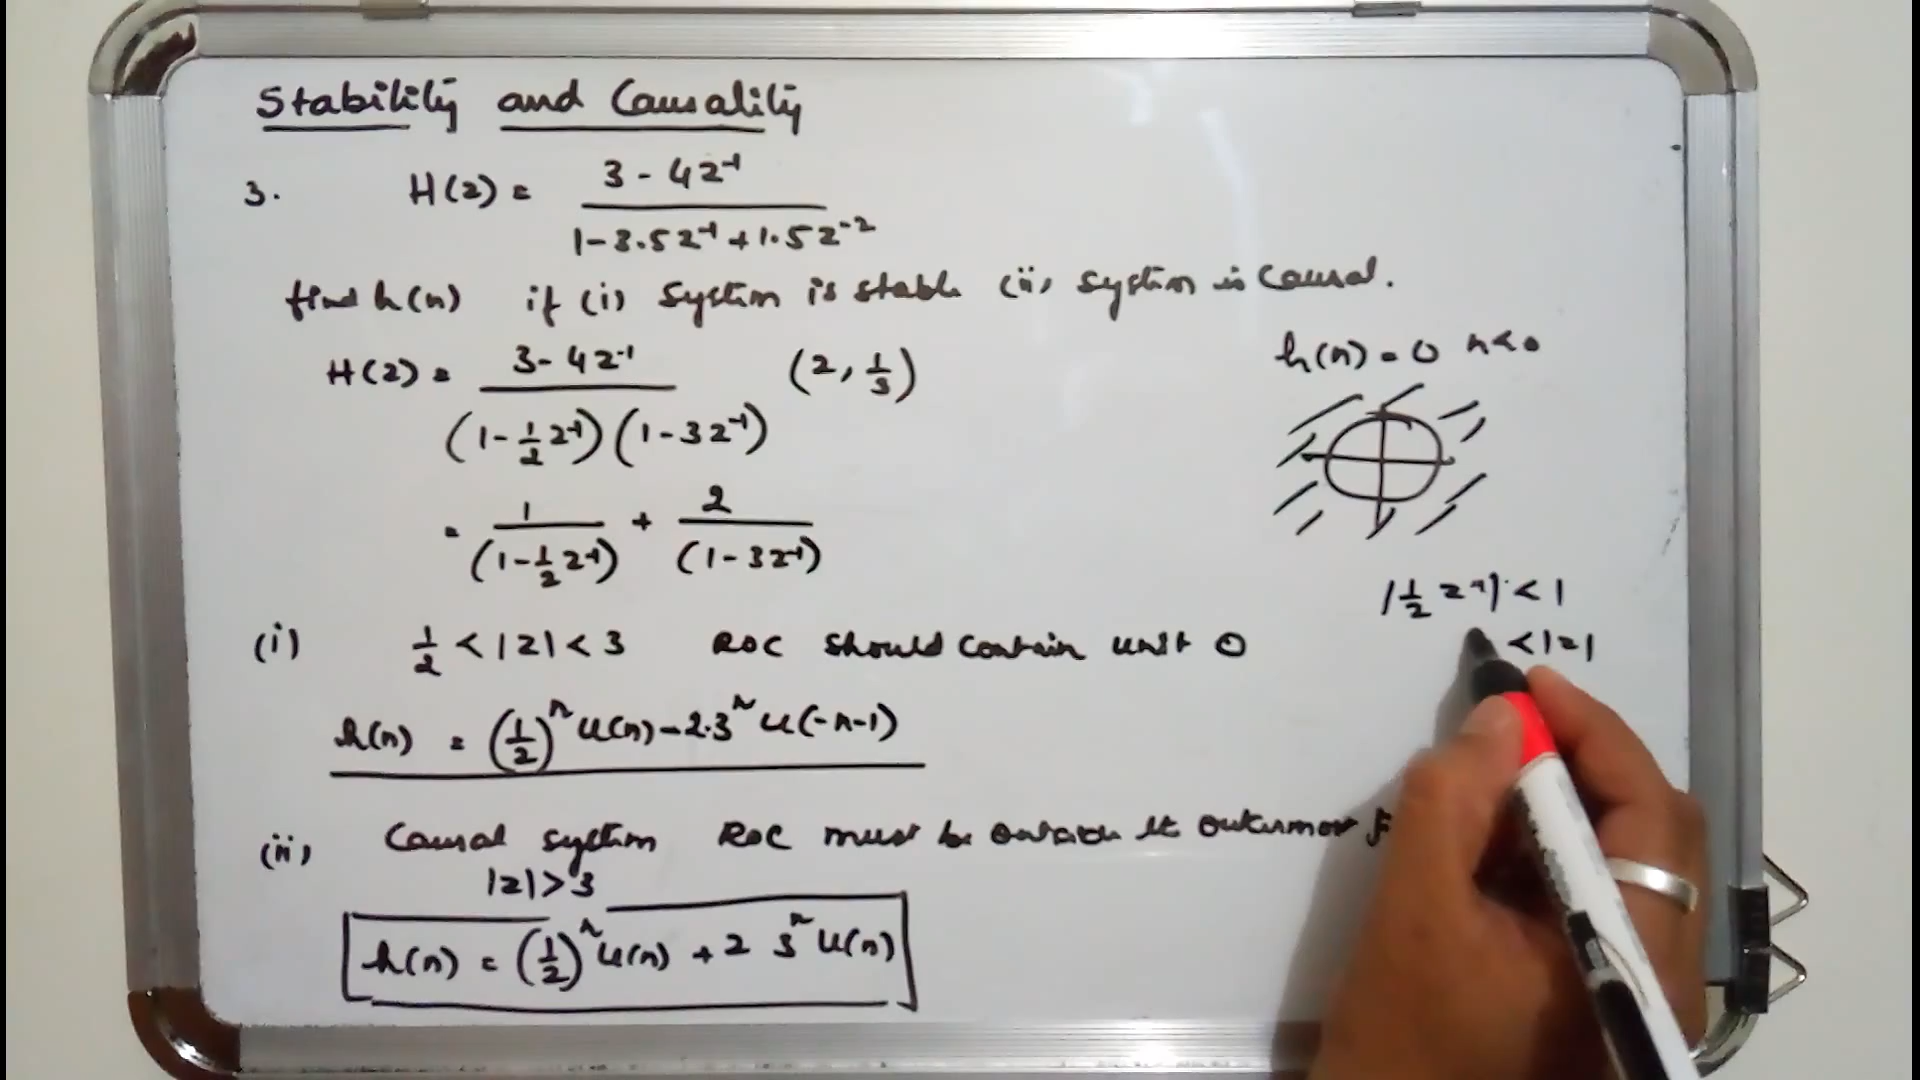 Stability and Causality
3. H(z) = (3 - 4z⁻¹) / (1 - 3.5z⁻¹ + 1.5z⁻²)
find h(n) if (i) System is stable (ii) System is Causal.
H(z) = (3 - 4z⁻¹) / ((1 - ½z⁻¹)(1 - 3z⁻¹)) (2, ⅓)
= 1 / (1 - ½z⁻¹) + 2 / (1 - 3z⁻¹)
(i) ½ < |z| < 3 ROC should contain unit O
h(n) = (½)ⁿ u(n) - 2·3ⁿ u(-n-1)
(ii) Causal system ROC must be outside outermost
|z| > 3
h(n) = (½)ⁿ u(n) + 2 3ⁿ u(n)
h(n) = 0 n<0
|½ z⁻¹| < 1
< |z|